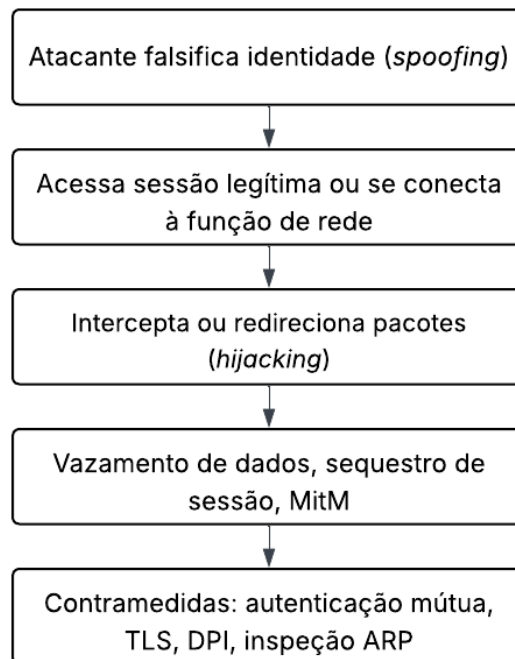 Atacante falsifica identidade (spoofing)
Acessa sessão legítima ou se conecta
à função de rede
Intercepta ou redireciona pacotes
(hijacking)
Vazamento de dados, sequestro de
sessão, MitM
Contramedidas: autenticação mútua,
TLS, DPI, inspeção ARP